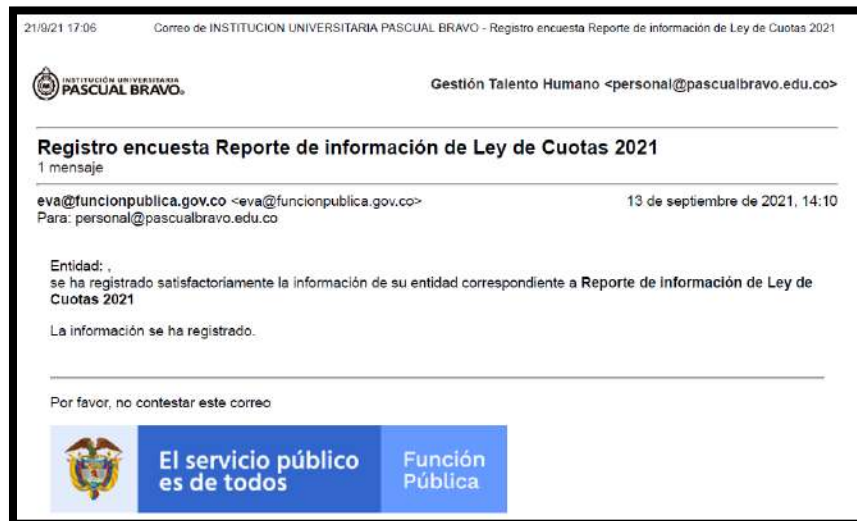 21/9/21 17:06 Correo de INSTITUCION UNIVERSITARIA PASCUAL BRAVO - Registro encuesta Reporte de información de Ley de Cuotas 2021
INSTITUCIÓN UNIVERSITARIA
PASCUAL BRAVO®
Gestión Talento Humano <personal@pascualbravo.edu.co>
Registro encuesta Reporte de información de Ley de Cuotas 2021
1 mensaje
eva@funcionpublica.gov.co <eva@funcionpublica.gov.co> 13 de septiembre de 2021, 14:10
Para: personal@pascualbravo.edu.co
Entidad: ,
se ha registrado satisfactoriamente la información de su entidad correspondiente a Reporte de información de Ley de
Cuotas 2021
La información se ha registrado.
Por favor, no contestar este correo
El servicio público
es de todos
Función
Pública